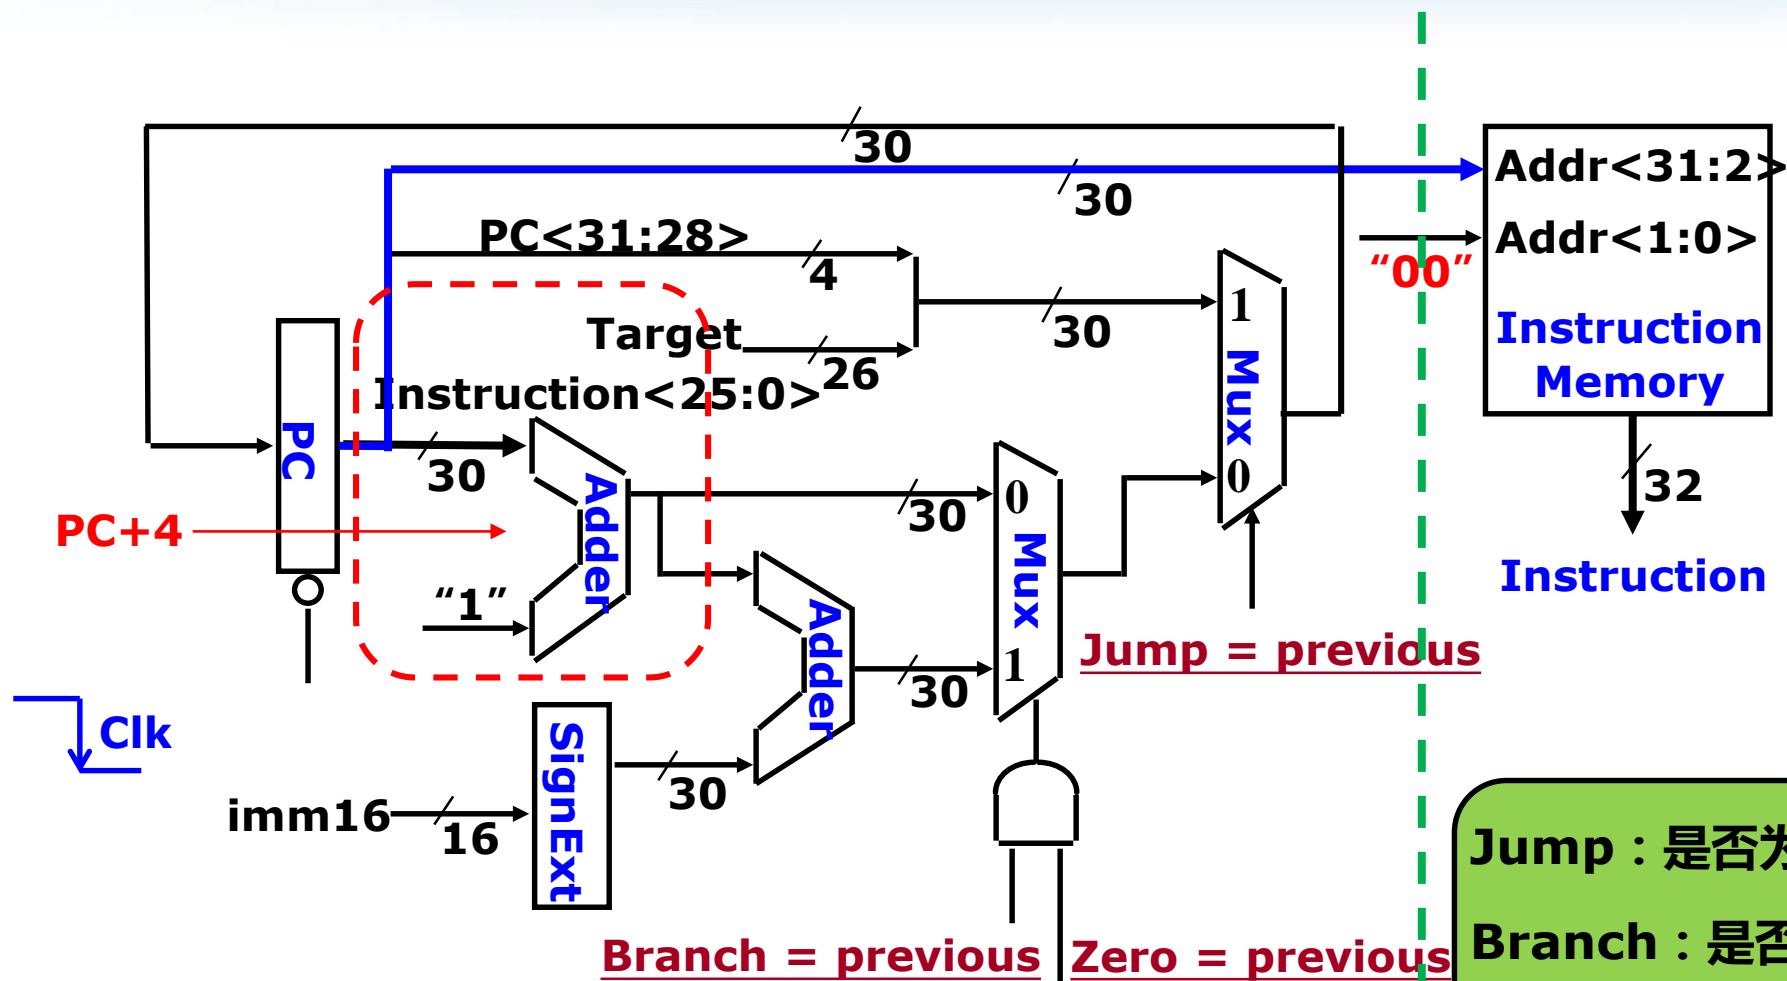 30
30
Addr<31:2>
PC<31:28>
4
Addr<1:0>
“00”
Target
26
30
1
Mux
0
Instruction<25:0>
Instruction
Memory
PC
30
Adder
30
0
Mux
1
32
PC+4
“1”
Adder
30
Instruction
Jump = previous
Clk
SignExt
30
imm16
16
Jump：是否为
Branch = previous
Zero = previous
Branch：是否